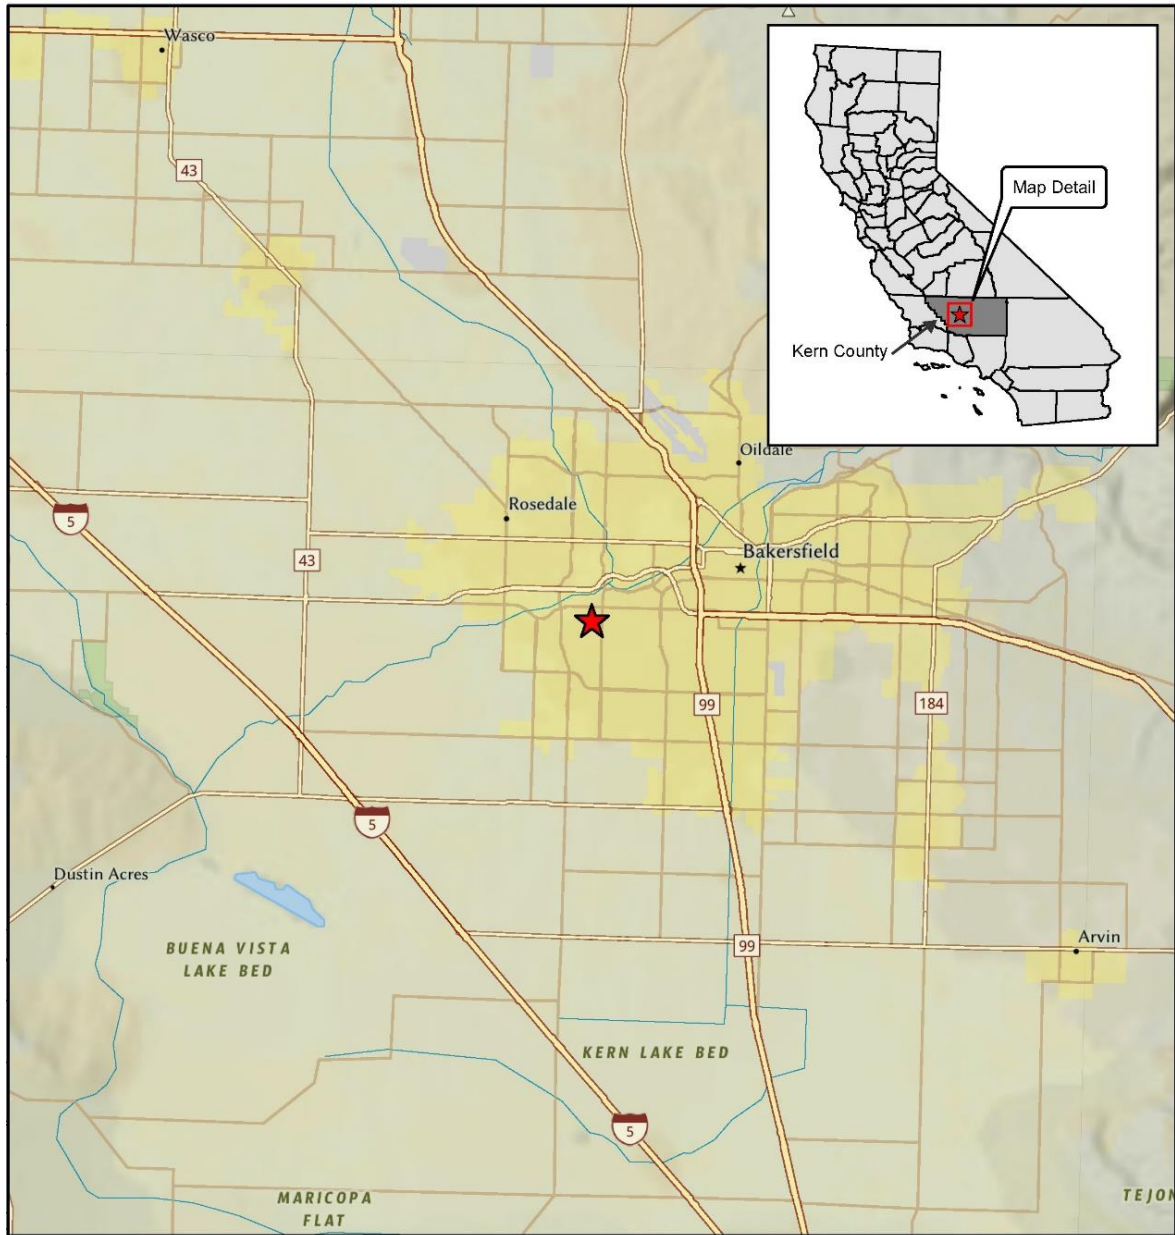 Wasco
43
Map Detail
Kern County
Oildale
Rosedale
5
43
Bakersfield
99
184
5
Dustin Acres
BUENA VISTA
LAKE BED
99
Arvin
KERN LAKE BED
5
MARICOPA
FLAT
TEJON